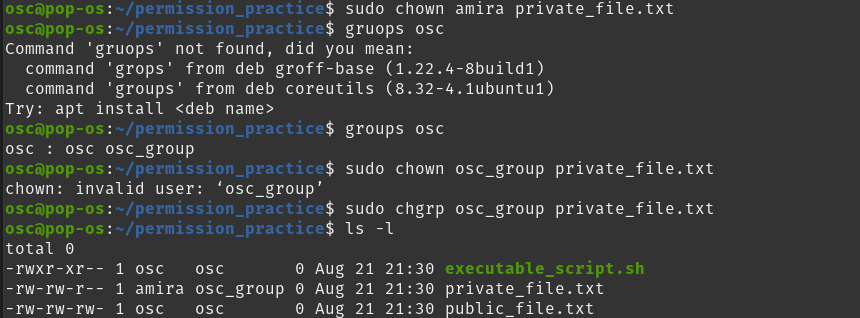 osc@pop-os:~/permission_practice$ sudo chown amira private_file.txt
osc@pop-os:~/permission_practice$ gruops osc
Command 'gruops' not found, did you mean:
  command 'grops' from deb groff-base (1.22.4-8build1)
  command 'groups' from deb coreutils (8.32-4.1ubuntu1)
Try: apt install <deb name>
osc@pop-os:~/permission_practice$ groups osc
osc : osc osc_group
osc@pop-os:~/permission_practice$ sudo chown osc_group private_file.txt
chown: invalid user: ‘osc_group’
osc@pop-os:~/permission_practice$ sudo chgrp osc_group private_file.txt
osc@pop-os:~/permission_practice$ ls -l
total 0
-rwxr-xr-- 1 osc   osc       0 Aug 21 21:30 executable_script.sh
-rw-rw-r-- 1 amira osc_group 0 Aug 21 21:30 private_file.txt
-rw-rw-rw- 1 osc   osc       0 Aug 21 21:30 public_file.txt